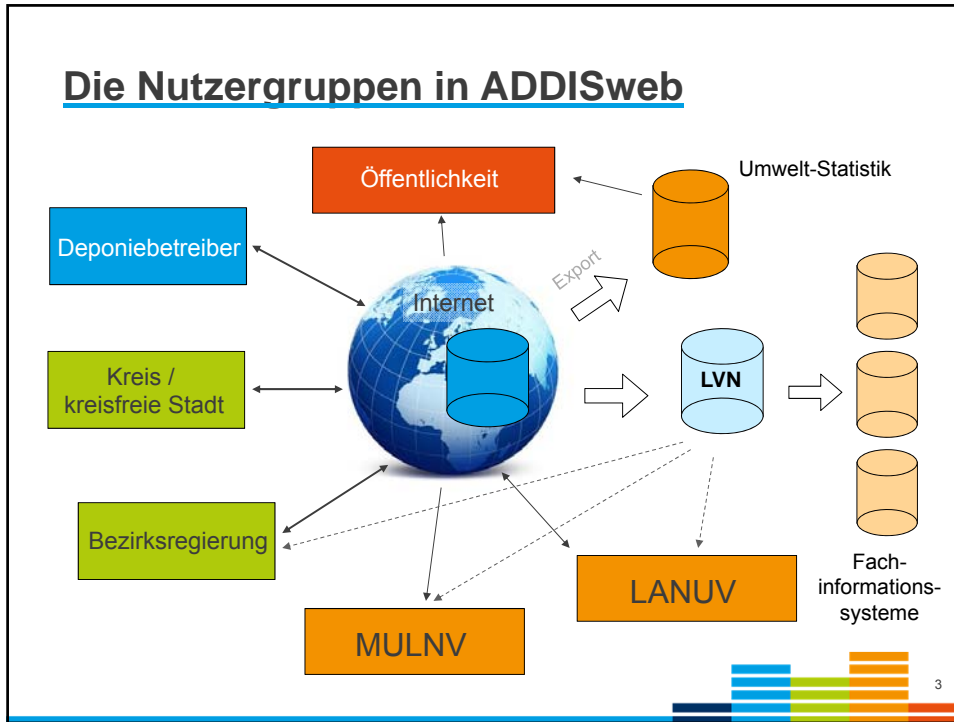 Die Nutzergruppen in ADDISweb
Öffentlichkeit
Umwelt-Statistik
Deponiebetreiber
Export
Internet
Kreis /
kreisfreie Stadt
LVN
Bezirksregierung
LANUV
MULNV
Fach-
informations-
systeme
3